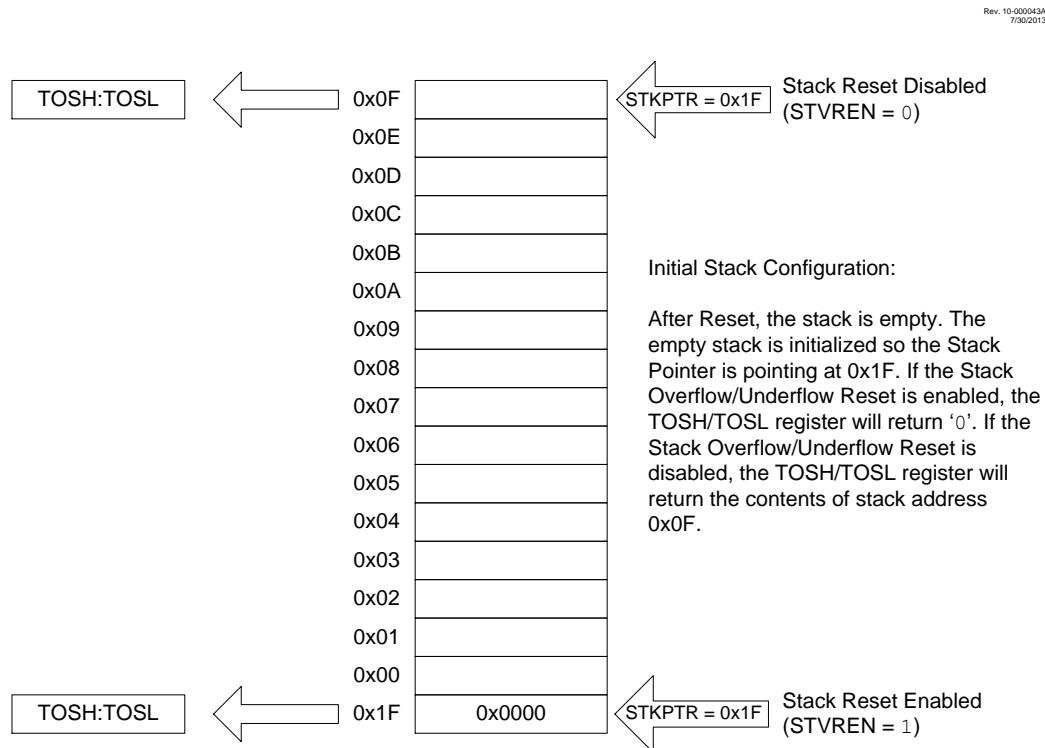 Rev. 10-000043A
7/30/2013
TOSH:TOSL
0x0F
STKPTR = 0x1F
Stack Reset Disabled
(STVREN = 0)
0x0E
0x0D
0x0C
0x0B
0x0A
0x09
0x08
0x07
0x06
0x05
0x04
0x03
0x02
0x01
0x00
Initial Stack Configuration:
After Reset, the stack is empty. The
empty stack is initialized so the Stack
Pointer is pointing at 0x1F. If the Stack
Overflow/Underflow Reset is enabled, the
TOSH/TOSL register will return ‘0’. If the
Stack Overflow/Underflow Reset is
disabled, the TOSH/TOSL register will
return the contents of stack address
0x0F.
TOSH:TOSL
0x1F
0x0000
STKPTR = 0x1F
Stack Reset Enabled
(STVREN = 1)